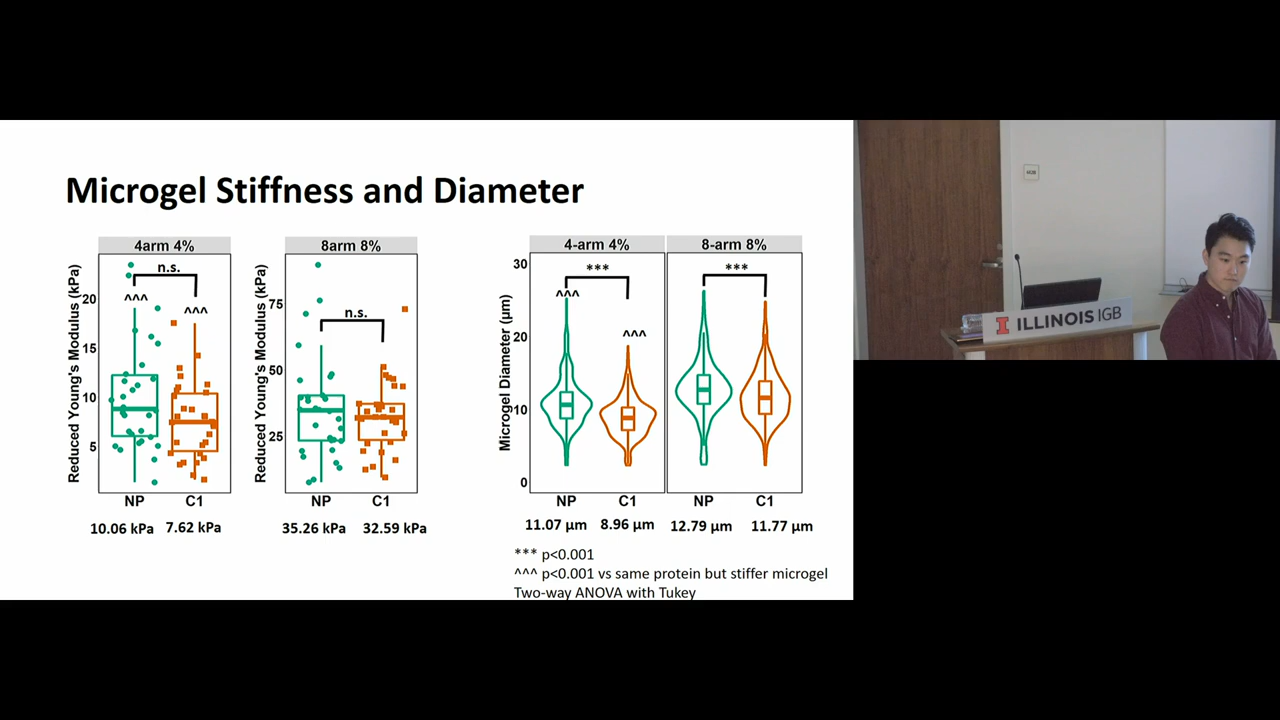 Microgel Stiffness and Diameter
4arm 4%
n.s.
^^^
^^^
Reduced Young's Modulus (kPa)
20
15
10
5
NP C1
10.06 kPa 7.62 kPa
8arm 8%
n.s.
Reduced Young's Modulus (kPa)
75
50
25
NP C1
35.26 kPa 32.59 kPa
4-arm 4% 8-arm 8%
*** ***
^^^
^^^
Microgel Diameter (µm)
30
20
10
0
NP C1 NP C1
11.07 µm 8.96 µm 12.79 µm 11.77 µm
*** p<0.001
^^^ p<0.001 vs same protein but stiffer microgel
Two-way ANOVA with Tukey
I ILLINOIS IGB